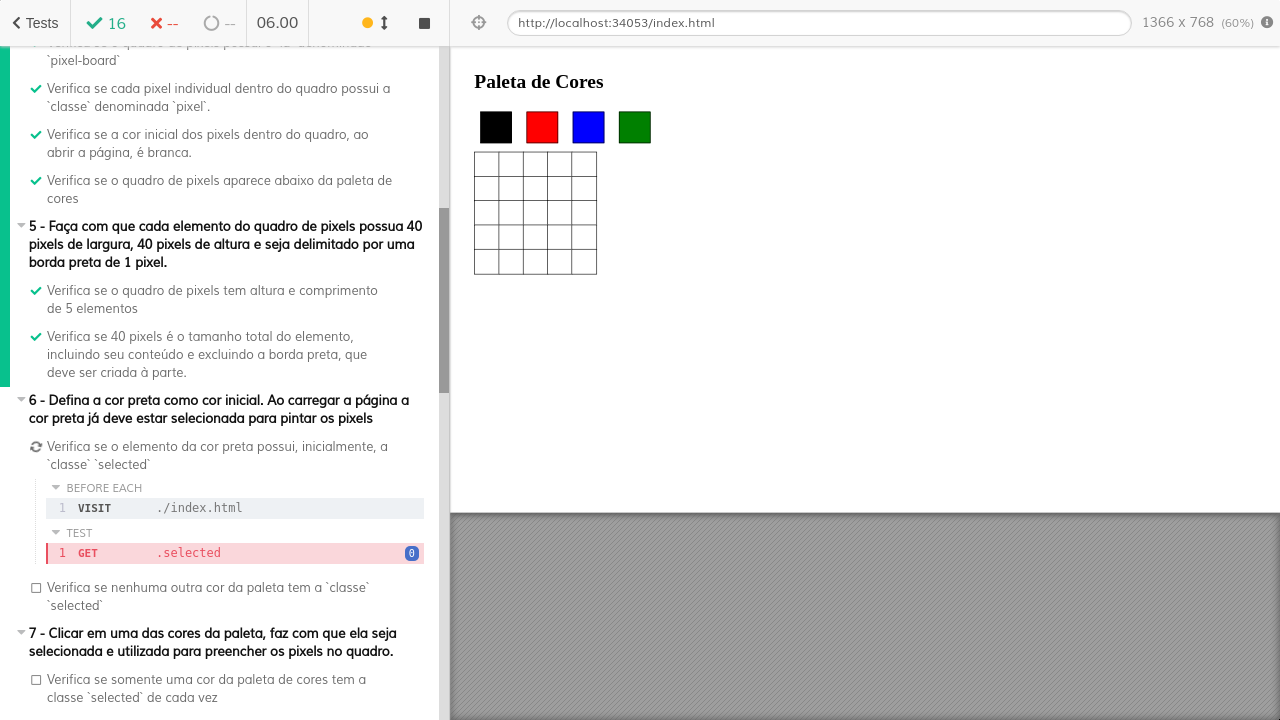 Tests
16
--
--
06.00
http://localhost:34053/index.html
1366 x 768 (60%)
`pixel-board`
Verifica se cada pixel individual dentro do quadro possui a
`classe` denominada `pixel`.
Verifica se a cor inicial dos pixels dentro do quadro, ao
abrir a página, é branca.
Verifica se o quadro de pixels aparece abaixo da paleta de
cores
5 - Faça com que cada elemento do quadro de pixels possua 40
pixels de largura, 40 pixels de altura e seja delimitado por uma
borda preta de 1 pixel.
Verifica se o quadro de pixels tem altura e comprimento
de 5 elementos
Verifica se 40 pixels é o tamanho total do elemento,
incluindo seu conteúdo e excluindo a borda preta, que
deve ser criada à parte.
6 - Defina a cor preta como cor inicial. Ao carregar a página a
cor preta já deve estar selecionada para pintar os pixels
Verifica se o elemento da cor preta possui, inicialmente, a
`classe` `selected`
BEFORE EACH
1 VISIT ./index.html
TEST
1 GET .selected 0
Verifica se nenhuma outra cor da paleta tem a `classe`
`selected`
7 - Clicar em uma das cores da paleta, faz com que ela seja
selecionada e utilizada para preencher os pixels no quadro.
Verifica se somente uma cor da paleta de cores tem a
classe `selected` de cada vez
Paleta de Cores